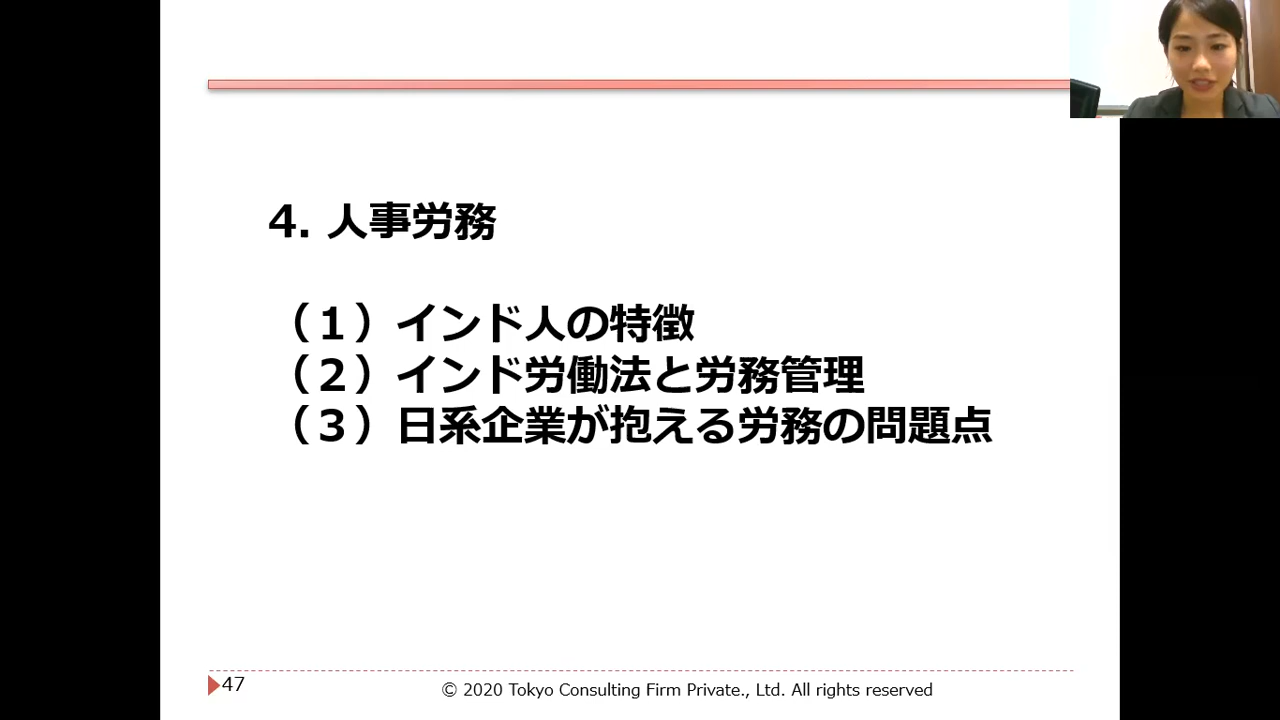 4. 人事労務
（１）インド人の特徴
（２）インド労働法と労務管理
（３）日系企業が抱える労務の問題点
47
© 2020 Tokyo Consulting Firm Private., Ltd. All rights reserved